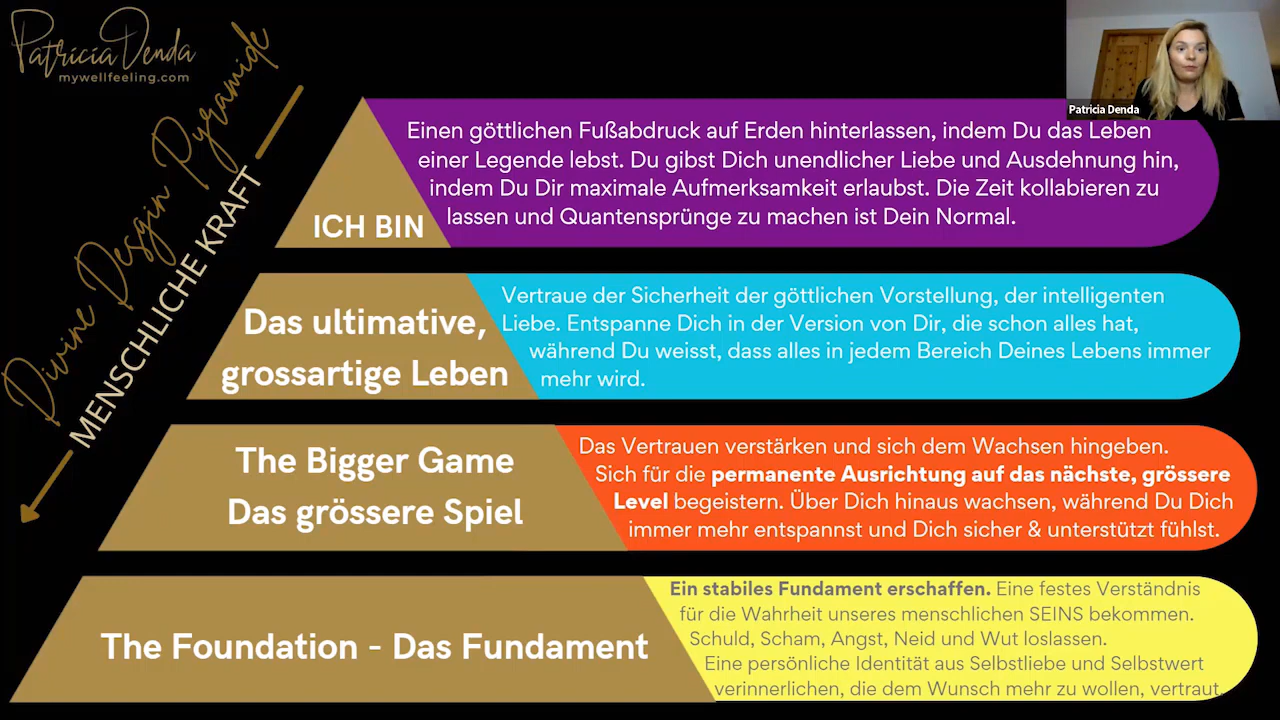 Patricia Denda
mywellfeeling.com
Divine Desgin Pyramide
MENSCHLICHE KRAFT
Patricia Denda
Einen göttlichen Fußabdruck auf Erden hinterlassen, indem Du das Leben
einer Legende lebst. Du gibst Dich unendlicher Liebe und Ausdehnung hin,
indem Du Dir maximale Aufmerksamkeit erlaubst. Die Zeit kollabieren zu
lassen und Quantensprünge zu machen ist Dein Normal.
ICH BIN
Das ultimative,
grossartige Leben
Vertraue der Sicherheit der göttlichen Vorstellung, der intelligenten
Liebe. Entspanne Dich in der Version von Dir, die schon alles hat,
während Du weisst, dass alles in jedem Bereich Deines Lebens immer
mehr wird.
The Bigger Game
Das grössere Spiel
Das Vertrauen verstärken und sich dem Wachsen hingeben.
Sich für die permanente Ausrichtung auf das nächste, grössere
Level begeistern. Über Dich hinaus wachsen, während Du Dich
immer mehr entspannst und Dich sicher & unterstützt fühlst.
The Foundation - Das Fundament
Ein stabiles Fundament erschaffen. Eine festes Verständnis
für die Wahrheit unseres menschlichen SEINS bekommen.
Schuld, Scham, Angst, Neid und Wut loslassen.
Eine persönliche Identität aus Selbstliebe und Selbstwert
verinnerlichen, die dem Wunsch mehr zu wollen, vertraut.